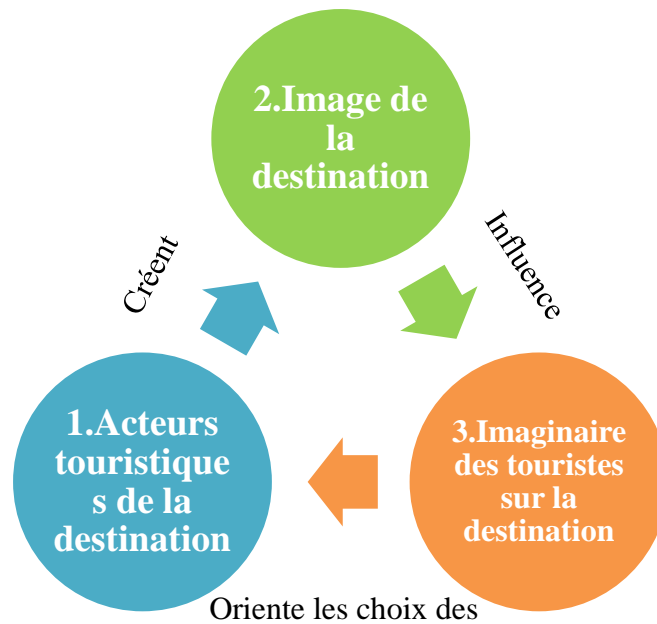 2.Image de
la
destination
Créent
Influence
1.Acteurs
touristique
s de la
destination
3.Imaginaire
des touristes
sur la
destination
Oriente les choix des